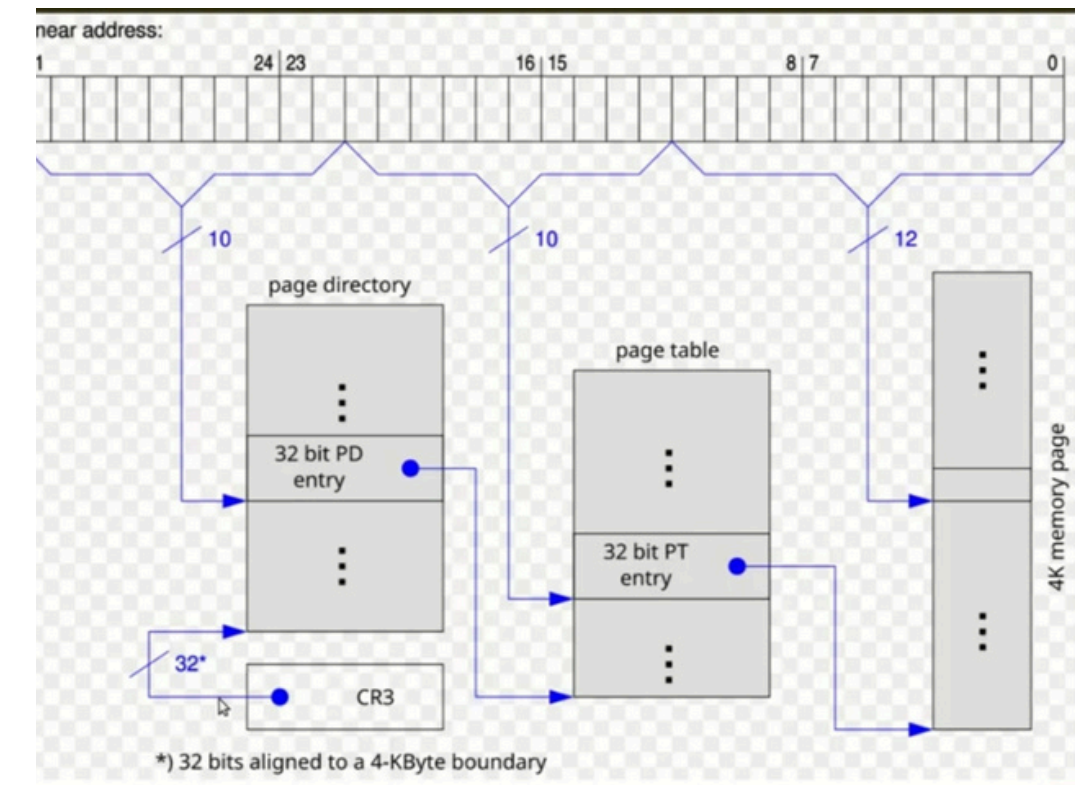 near address:
1 24 23 16 15 8 7 0
10 10 12
page directory
page table
32 bit PD
entry
32 bit PT
entry
4K memory page
32*
CR3
*) 32 bits aligned to a 4-KByte boundary